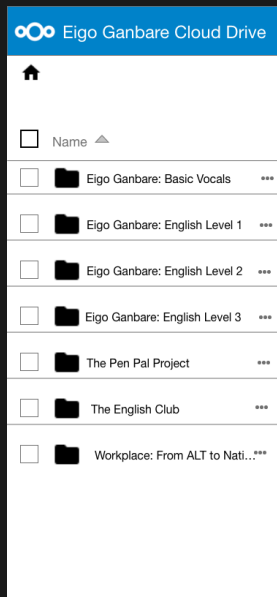 Eigo Ganbare Cloud Drive
Name
Eigo Ganbare: Basic Vocals
Eigo Ganbare: English Level 1
Eigo Ganbare: English Level 2
Eigo Ganbare: English Level 3
The Pen Pal Project
The English Club
Workplace: From ALT to Nati...